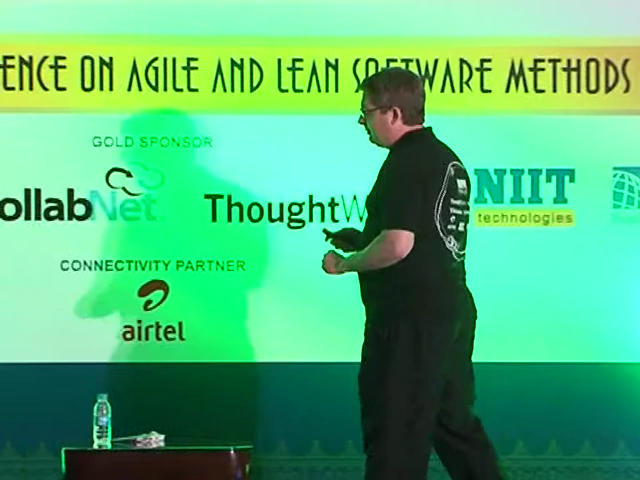 ENCE ON AGILE AND LEAN SOFTWARE METHODS
GOLD SPONSOR
ollabNet
ThoughtW
NIIT
technologies
CONNECTIVITY PARTNER
airtel